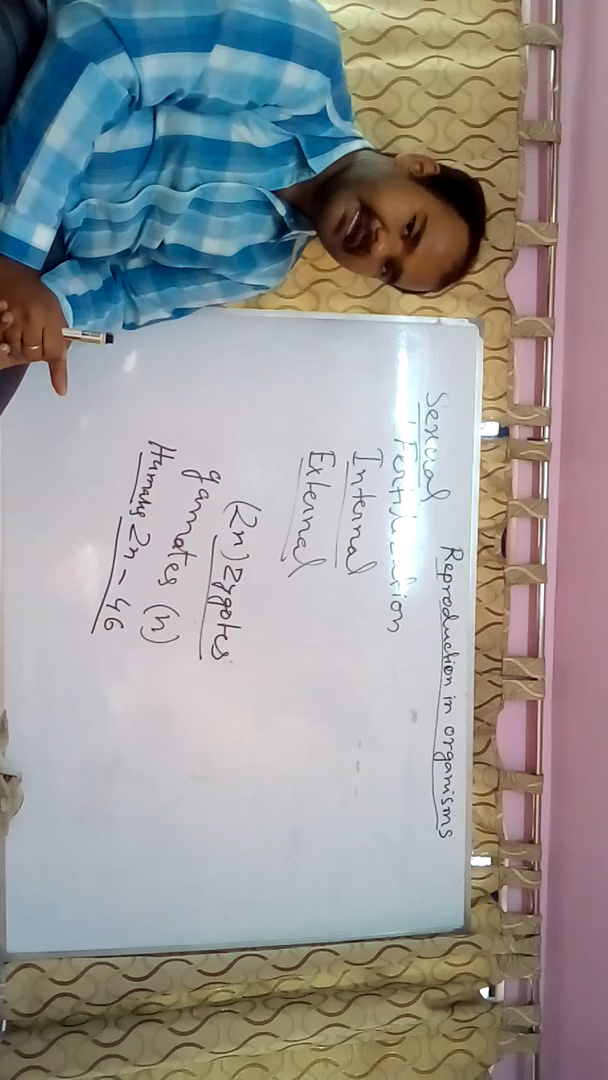 Reproduction in organisms
Sexual
Fertilization
Internal
External
(2n) Zygotes
gamates (n)
Humans 2n - 46